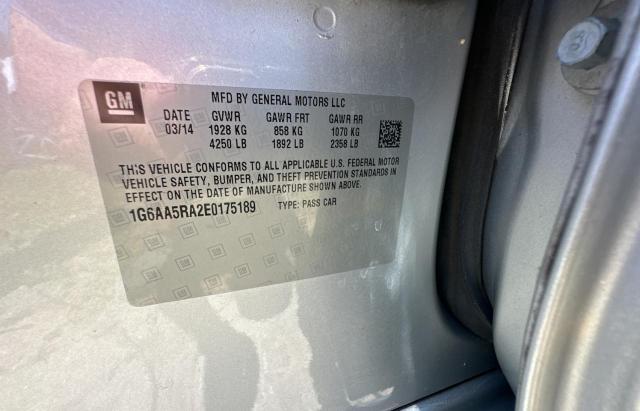 GM
MFD BY GENERAL MOTORS LLC
DATE GVWR GAWR FRT GAWR RR
03/14 1928 KG 858 KG 1070 KG
4250 LB 1892 LB 2358 LB
THIS VEHICLE CONFORMS TO ALL APPLICABLE U.S. FEDERAL MOTOR
VEHICLE SAFETY, BUMPER, AND THEFT PREVENTION STANDARDS IN
EFFECT ON THE DATE OF MANUFACTURE SHOWN ABOVE.
1G6AA5RA2E0175189 TYPE: PASS CAR